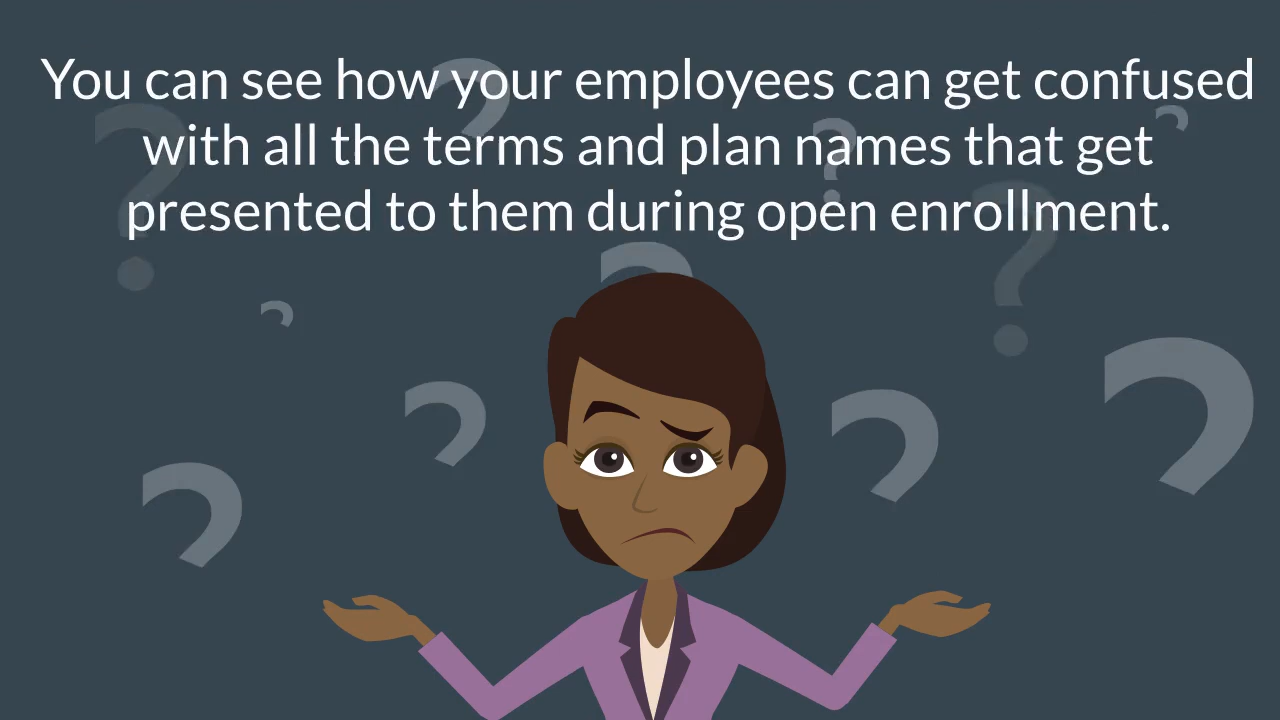 You can see how your employees can get confused
with all the terms and plan names that get
presented to them during open enrollment.